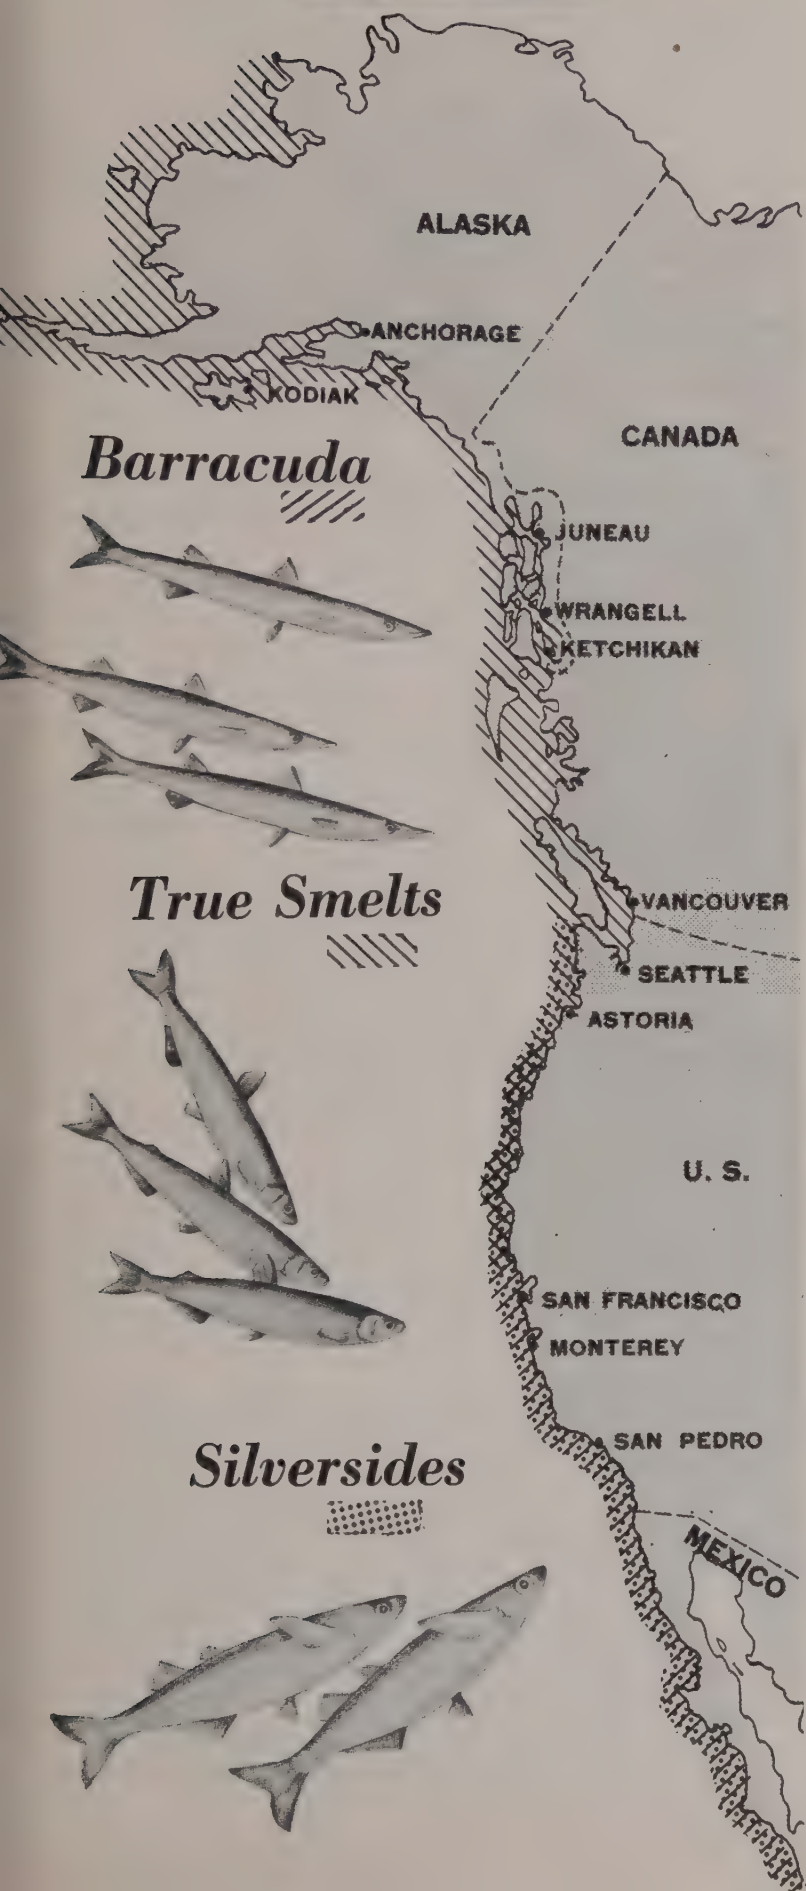 ALASKA
ANCHORAGE
KODIAK
CANADA
Barracuda
JUNEAU
WRANGELL
KETCHIKAN
True Smelts
VANCOUVER
SEATTLE
ASTORIA
U. S.
SAN FRANCISCO
MONTEREY
SAN PEDRO
Silversides
MEXICO